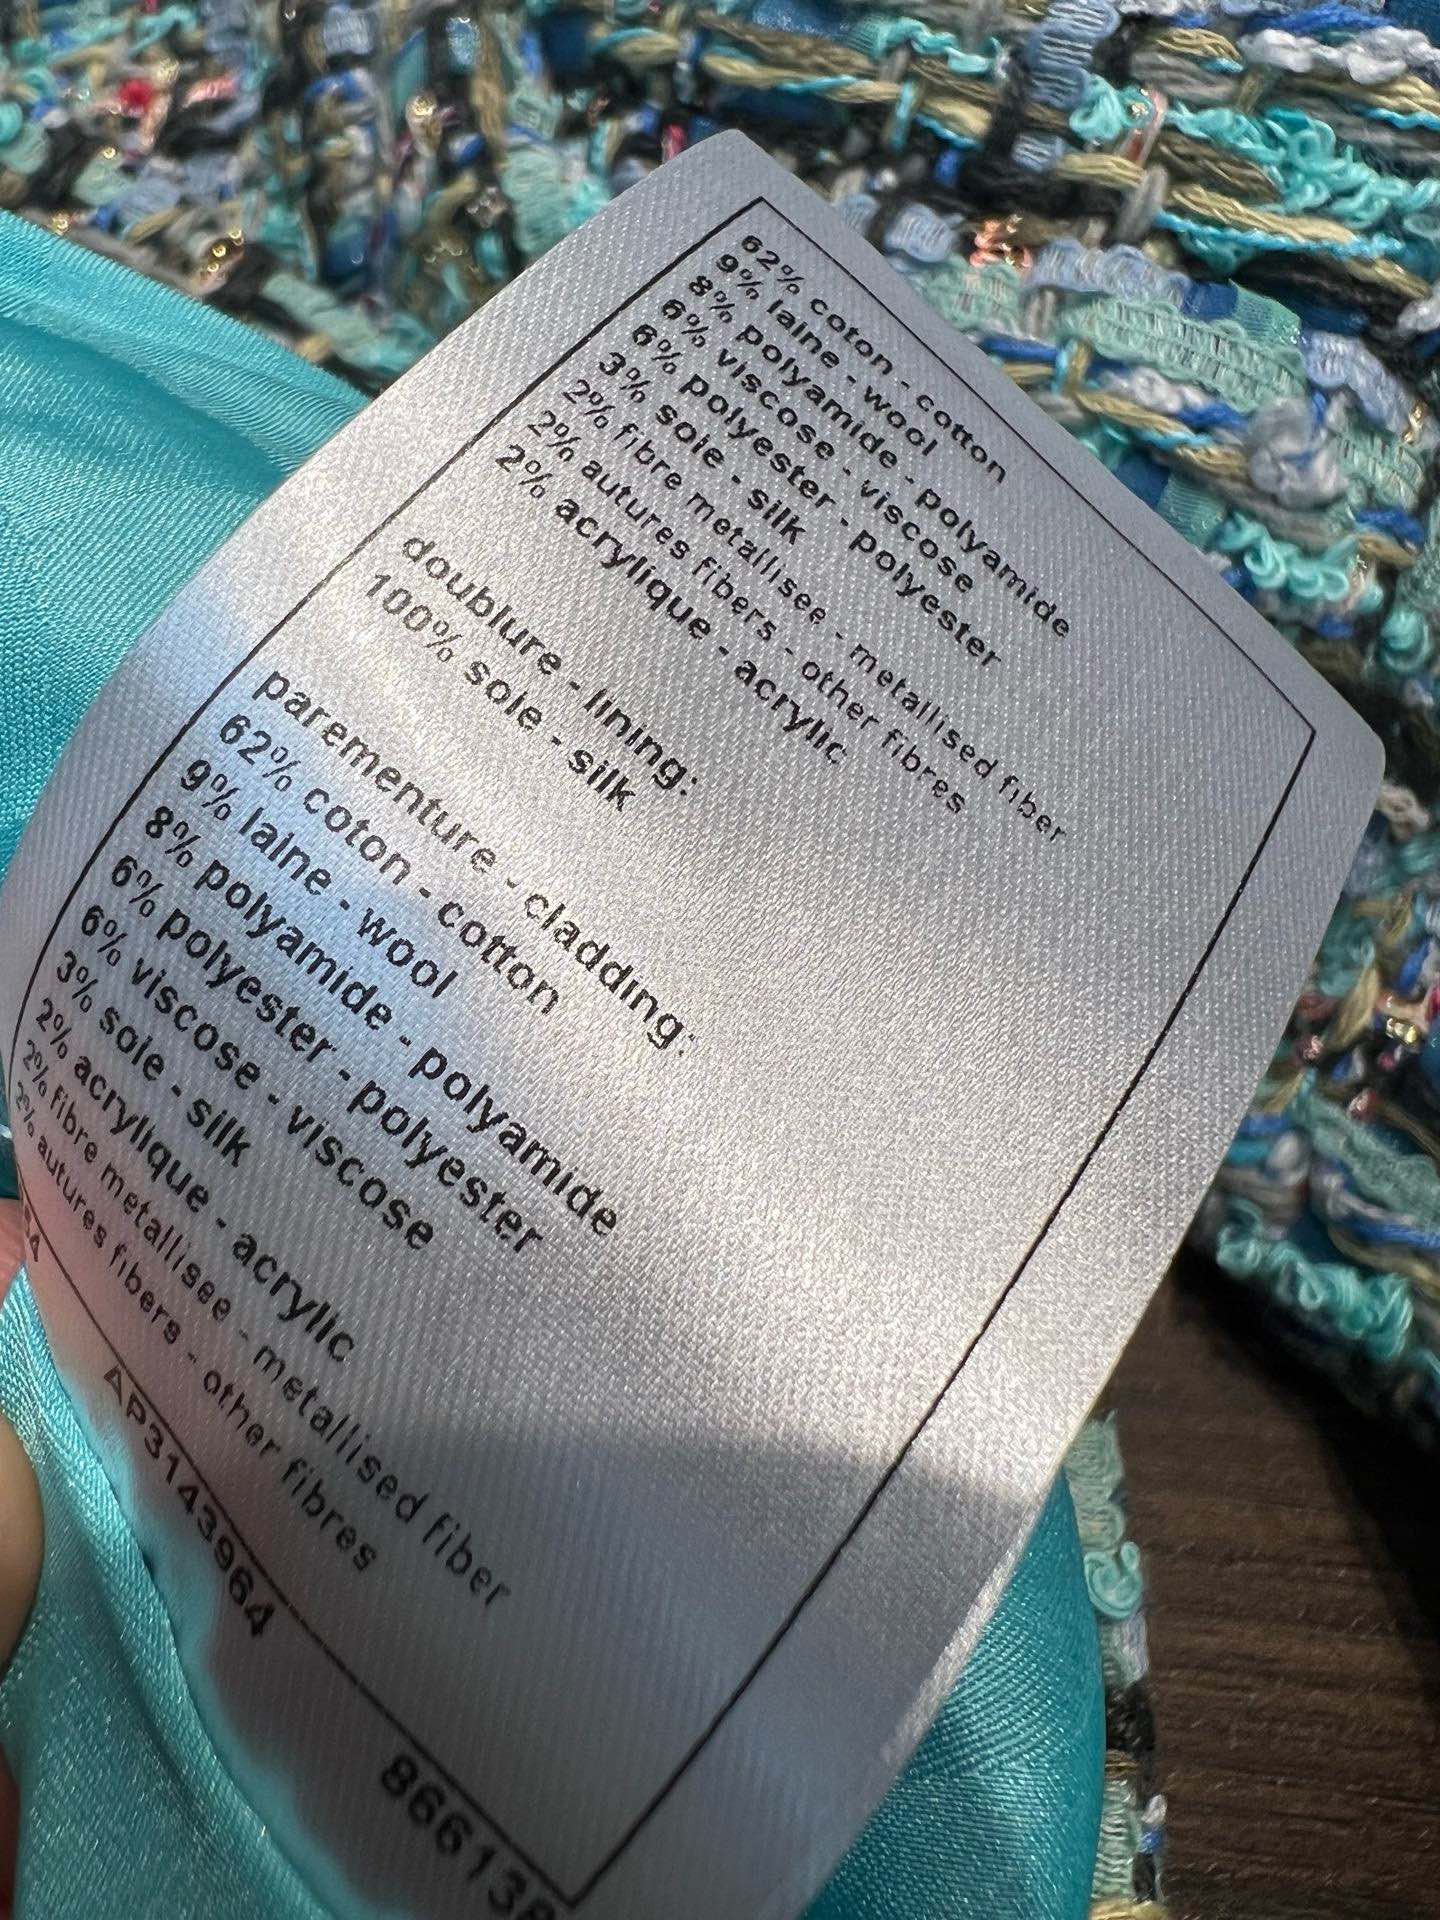 62% coton - cotton
9% laine - wool
8% polyamide - polyamide
6% viscose - viscose
6% polyester - polyester
3% soie - silk
2% fibre metallisee - metallised fiber
2% autures fibers - other fibres
2% acrylique - acrylic
doublure - lining:
100% soie - silk
parementure - cladding:
62% coton - cotton
9% laine - wool
8% polyamide - polyamide
6% polyester - polyester
6% viscose - viscose
3% soie - silk
2% acrylique - acrylic
2% fibre metallisee - metallised fiber
2% autures fibers - other fibres
AP3143964